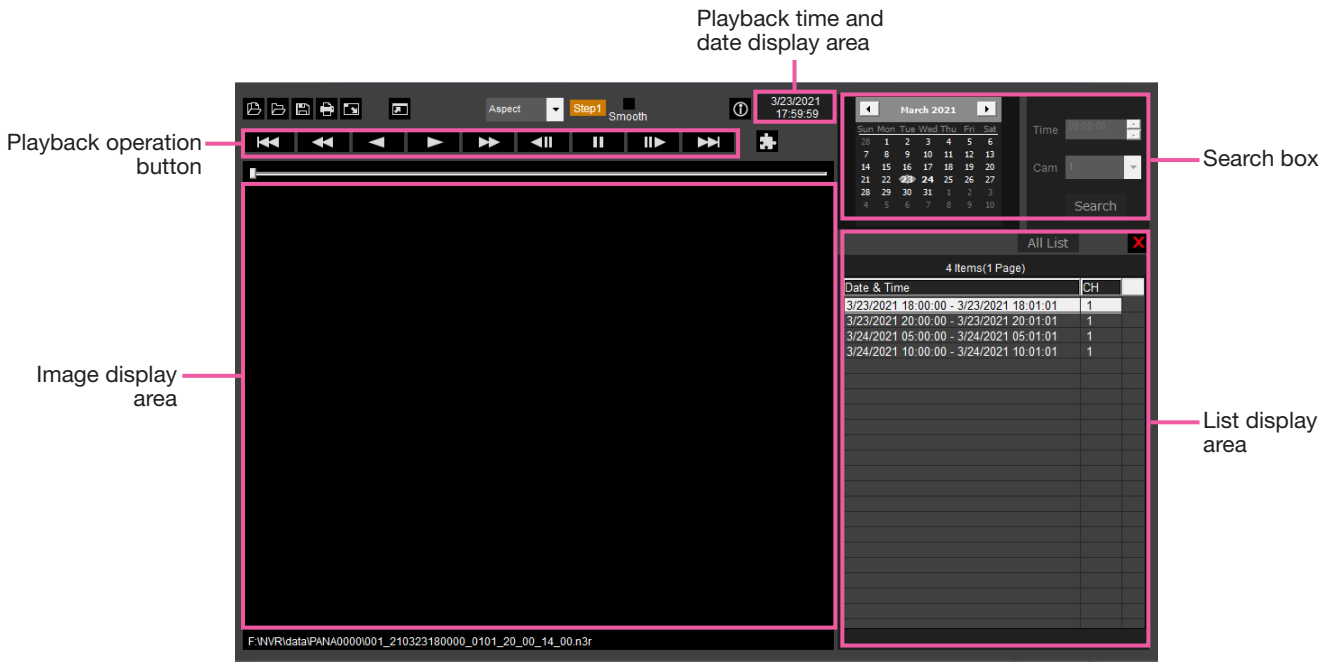 Playback time and
date display area
Playback operation
button
Image display
area
Search box
List display
area
Aspect
Step1
Smooth
3/23/2021
17:59:59
March 2021
Sun Mon Tue Wed Thu Fri Sat
28 1 2 3 4 5 6
7 8 9 10 11 12 13
14 15 16 17 18 19 20
21 22 23 24 25 26 27
28 29 30 31 1 2 3
4 5 6 7 8 9 10
Time 00:00:00
Cam 1
Search
All List X
4 Items(1 Page)
Date & Time CH
3/23/2021 18:00:00 - 3/23/2021 18:01:01 1
3/23/2021 20:00:00 - 3/23/2021 20:01:01 1
3/24/2021 05:00:00 - 3/24/2021 05:01:01 1
3/24/2021 10:00:00 - 3/24/2021 10:01:01 1
F:\NVR\data\PANA0000\001_210323180000_0101_20_00_14_00.n3r